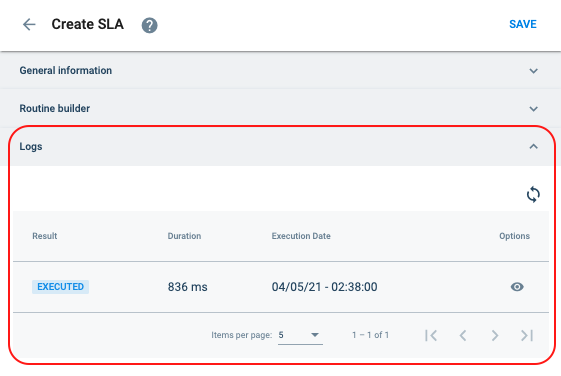 Create SLA ?
SAVE
General information
Routine builder
Logs
Result Duration Execution Date Options
EXECUTED 836 ms 04/05/21 - 02:38:00
Items per page: 5 1 – 1 of 1